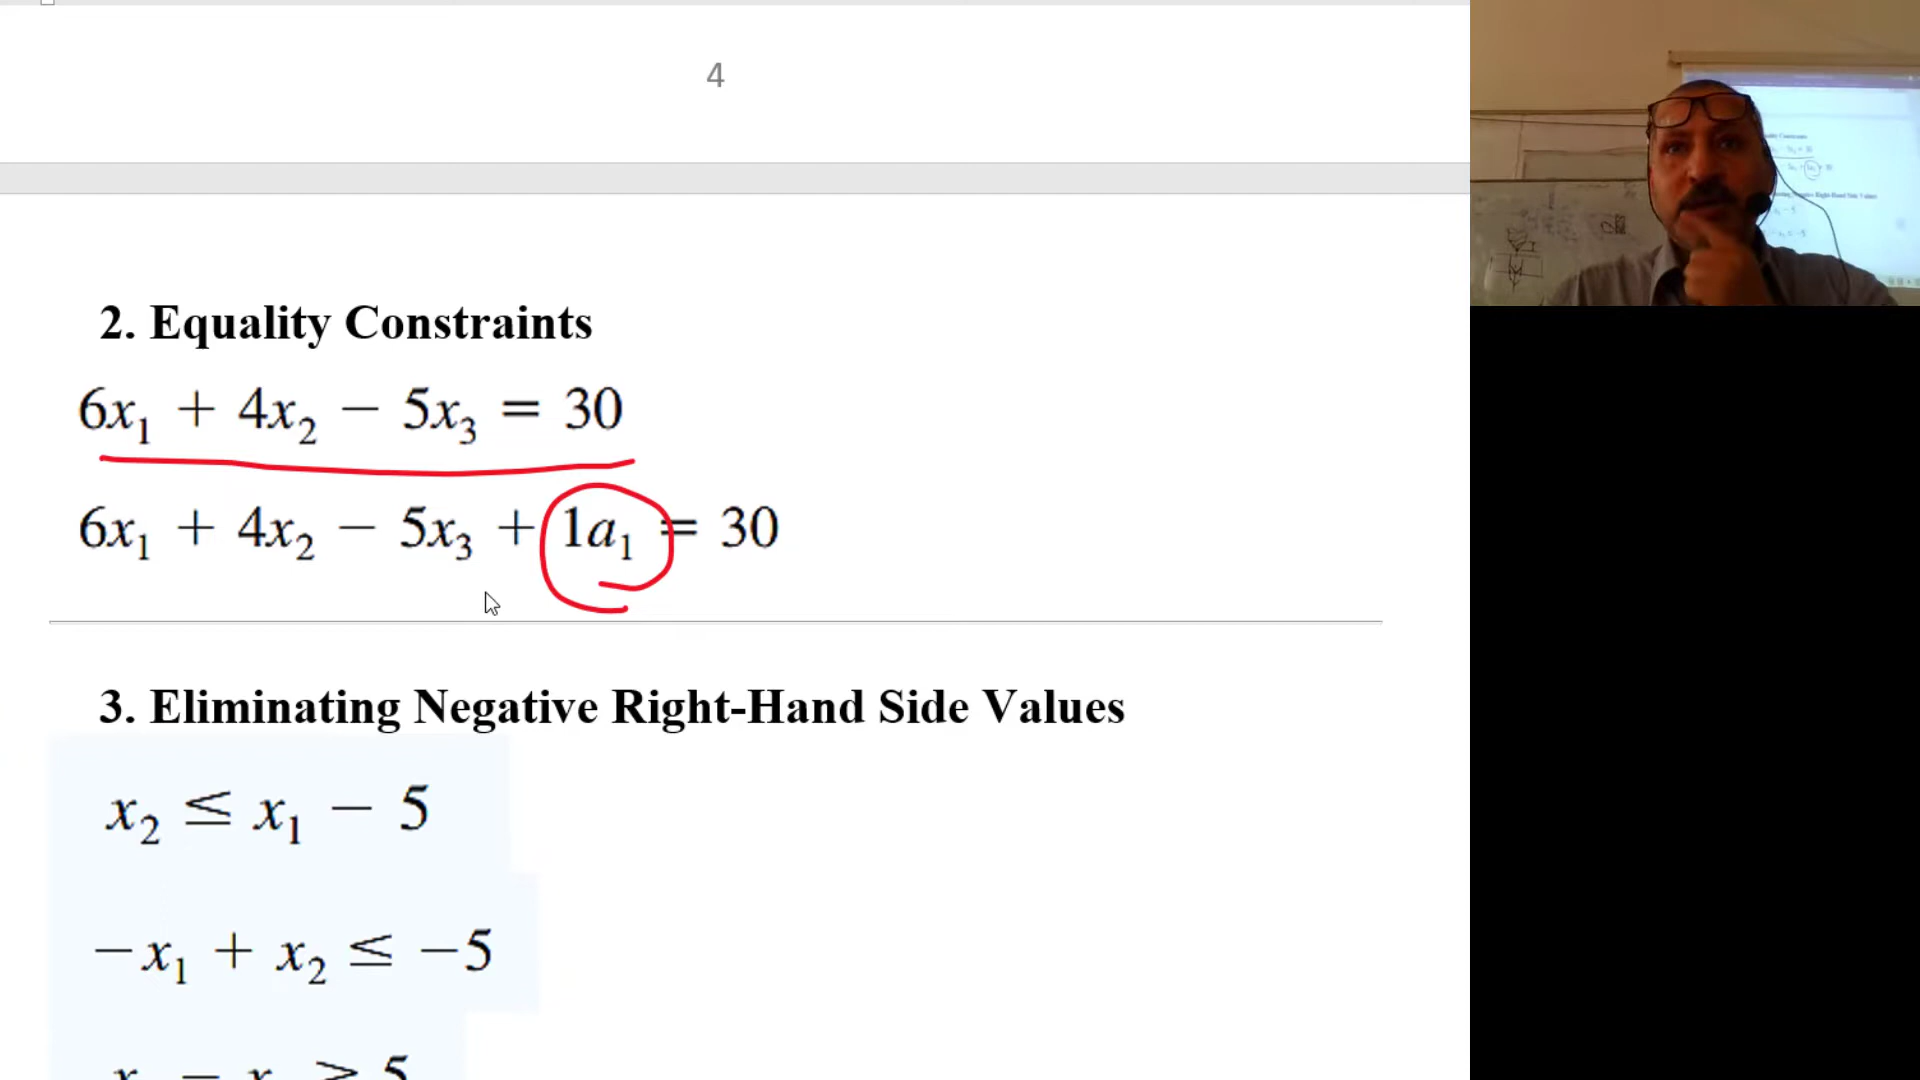 4
2. Equality Constraints
6x₁ + 4x₂ − 5x₃ = 30
6x₁ + 4x₂ − 5x₃ + 1a₁ = 30
3. Eliminating Negative Right-Hand Side Values
x₂ ≤ x₁ − 5
−x₁ + x₂ ≤ −5